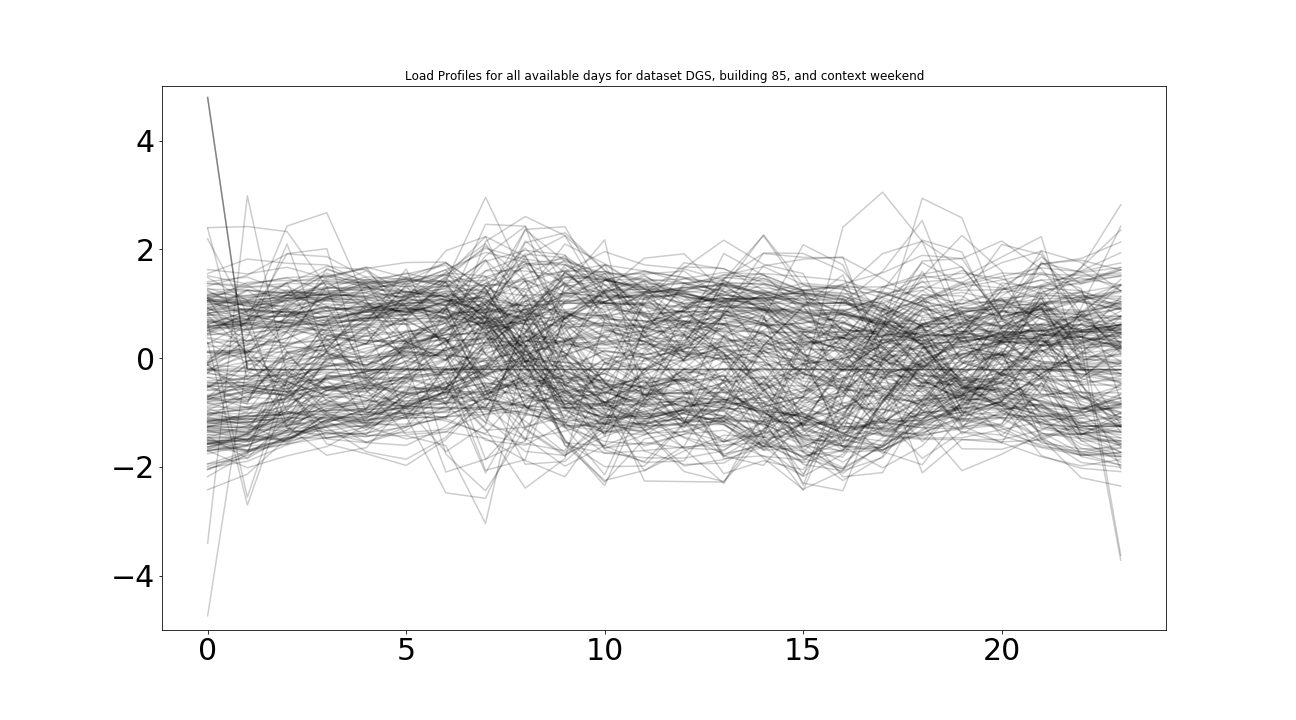 Load Profiles for all available days for dataset DGS, building 85, and context weekend
4
2
0
−2
−4
0 5 10 15 20